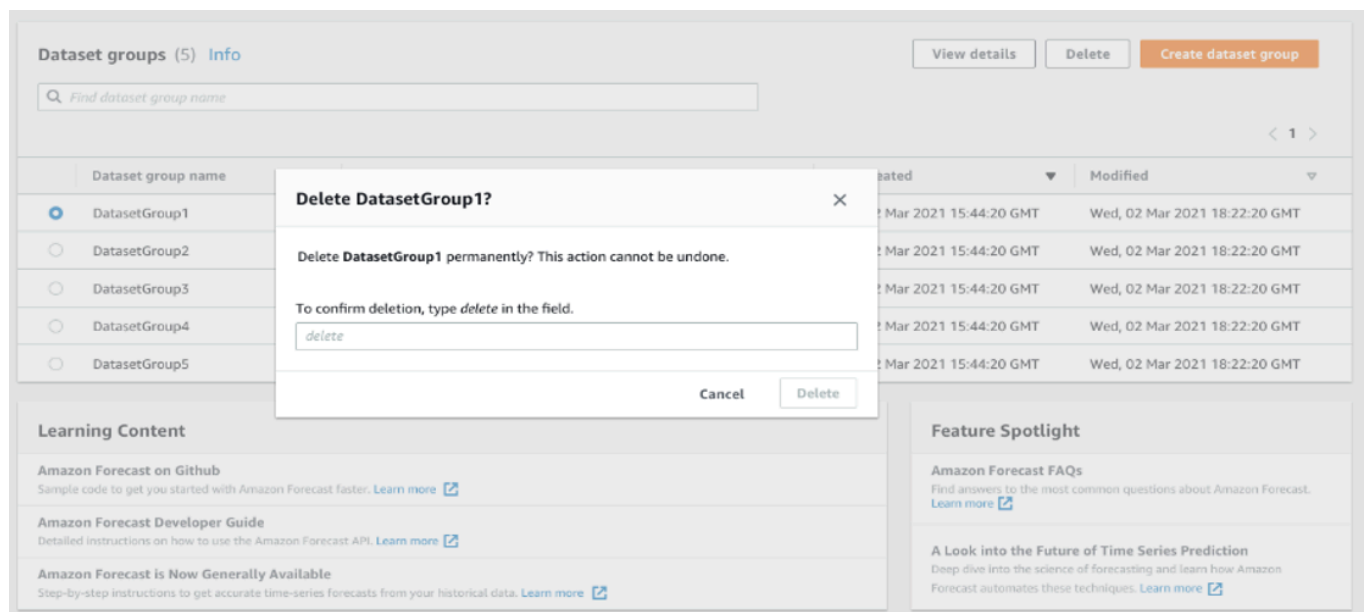 Dataset groups (5) Info
View details
Delete
Create dataset group
Find dataset group name
< 1 >
Dataset group name
Modified
DatasetGroup1
Mar 2021 15:44:20 GMT
Wed, 02 Mar 2021 18:22:20 GMT
DatasetGroup2
Mar 2021 15:44:20 GMT
Wed, 02 Mar 2021 18:22:20 GMT
DatasetGroup3
Mar 2021 15:44:20 GMT
Wed, 02 Mar 2021 18:22:20 GMT
DatasetGroup4
Mar 2021 15:44:20 GMT
Wed, 02 Mar 2021 18:22:20 GMT
DatasetGroup5
Mar 2021 15:44:20 GMT
Wed, 02 Mar 2021 18:22:20 GMT
Delete DatasetGroup1?
Delete DatasetGroup1 permanently? This action cannot be undone.
To confirm deletion, type delete in the field.
delete
Cancel
Delete
Learning Content
Amazon Forecast on Github
Sample code to get you started with Amazon Forecast faster. Learn more
Amazon Forecast Developer Guide
Detailed instructions on how to use the Amazon Forecast API. Learn more
Amazon Forecast is Now Generally Available
Step-by-step instructions to get accurate time-series forecasts from your historical data. Learn more
Feature Spotlight
Amazon Forecast FAQs
Find answers to the most common questions about Amazon Forecast.
Learn more
A Look into the Future of Time Series Prediction
Deep dive into the science of forecasting and learn how Amazon
Forecast automates these techniques. Learn more